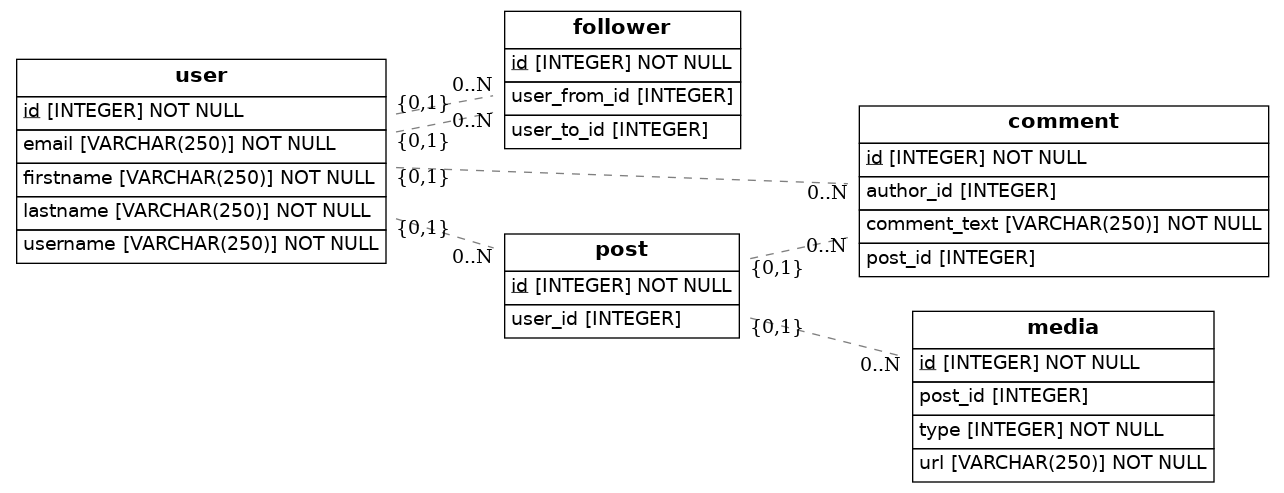 user
id [INTEGER] NOT NULL
email [VARCHAR(250)] NOT NULL
firstname [VARCHAR(250)] NOT NULL
lastname [VARCHAR(250)] NOT NULL
username [VARCHAR(250)] NOT NULL
{0,1}
0..N
{0,1}
0..N
{0,1}
0..N
{0,1}
0..N
follower
id [INTEGER] NOT NULL
user_from_id [INTEGER]
user_to_id [INTEGER]
post
id [INTEGER] NOT NULL
user_id [INTEGER]
{0,1}
0..N
{0,1}
0..N
comment
id [INTEGER] NOT NULL
author_id [INTEGER]
comment_text [VARCHAR(250)] NOT NULL
post_id [INTEGER]
media
id [INTEGER] NOT NULL
post_id [INTEGER]
type [INTEGER] NOT NULL
url [VARCHAR(250)] NOT NULL